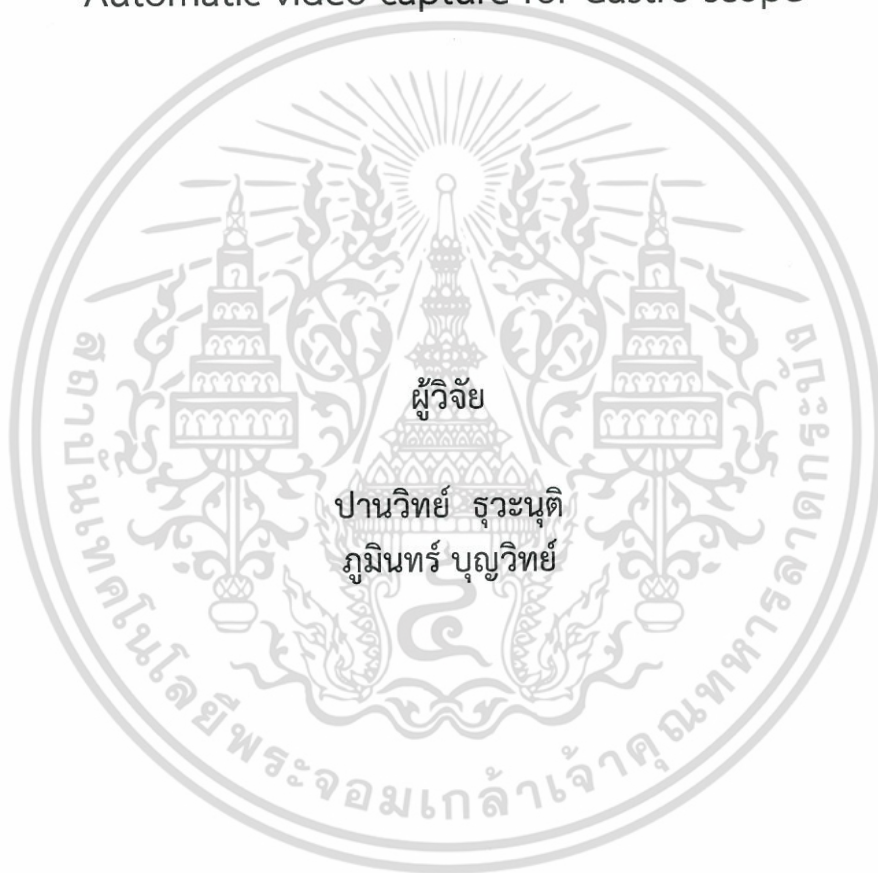 Automatic video capture for Gastro scope
ผู้วิจัย
ปานวิทย์ ธุวะนุติ
ภูมินทร์ บุญวิทย์
สถาบันเทคโนโลยีพระจอมเกล้าเจ้าคุณทหารลาดกระบัง